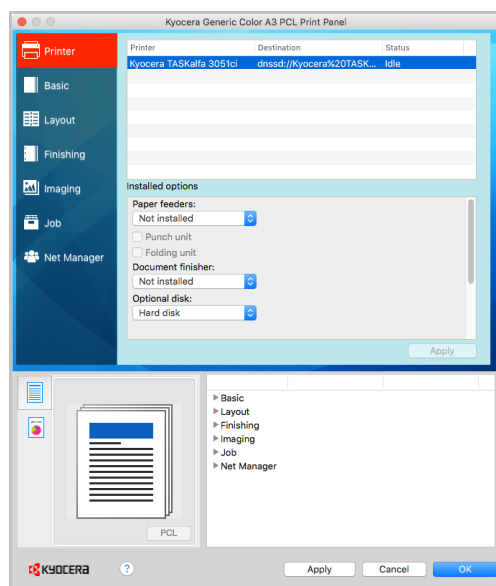 Kyocera Generic Color A3 PCL Print Panel
Printer
Basic
Layout
Finishing
Imaging
Job
Net Manager
Printer Destination Status
Kyocera TASKalfa 3051ci dnssd://Kyocera%20TASK... Idle
Installed options
Paper feeders:
Not installed
Punch unit
Folding unit
Document finisher:
Not installed
Optional disk:
Hard disk
Apply
PCL
Basic
Layout
Finishing
Imaging
Job
Net Manager
KYOCERA ? Apply Cancel OK